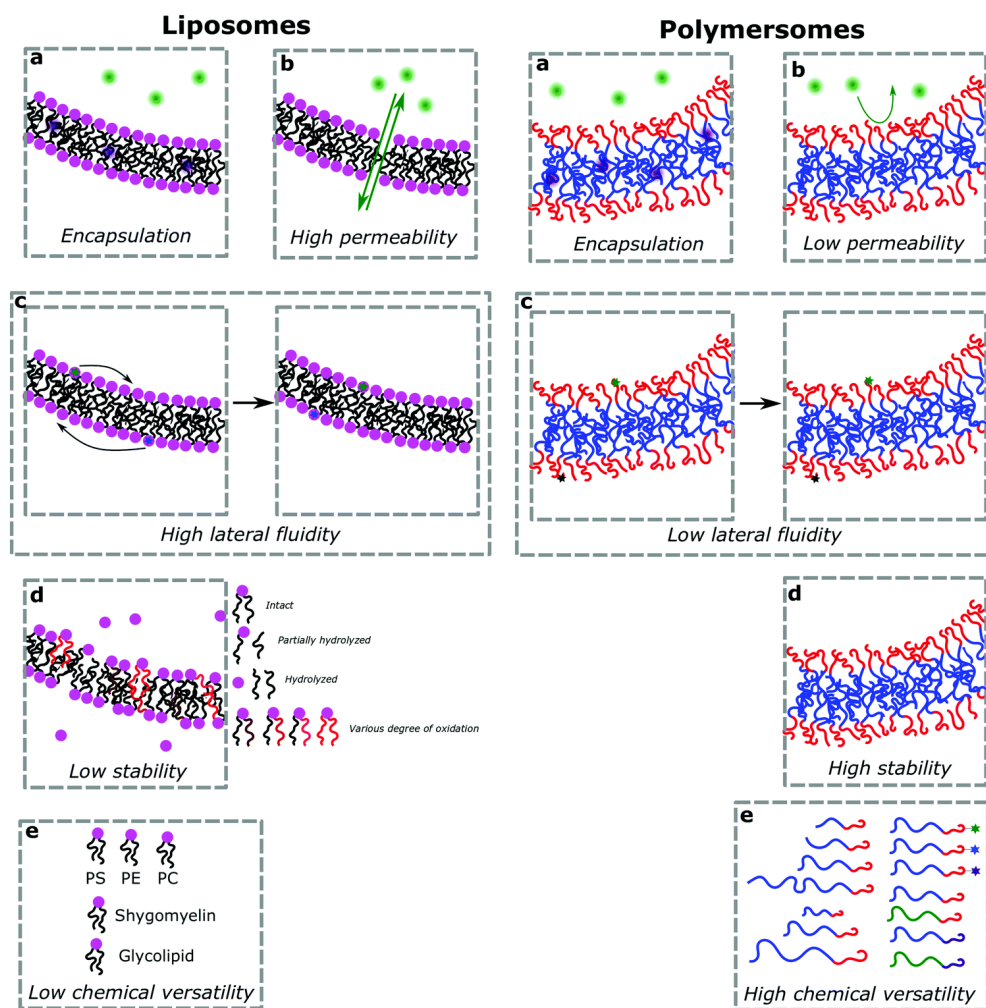 Liposomes
Polymersomes
a
Encapsulation
b
High permeability
a
Encapsulation
b
Low permeability
c
High lateral fluidity
c
Low lateral fluidity
d
Intact
Partially hydrolyzed
Hydrolyzed
Various degree of oxidation
Low stability
d
High stability
e
PS PE PC
Shygomyelin
Glycolipid
Low chemical versatility
e
High chemical versatility